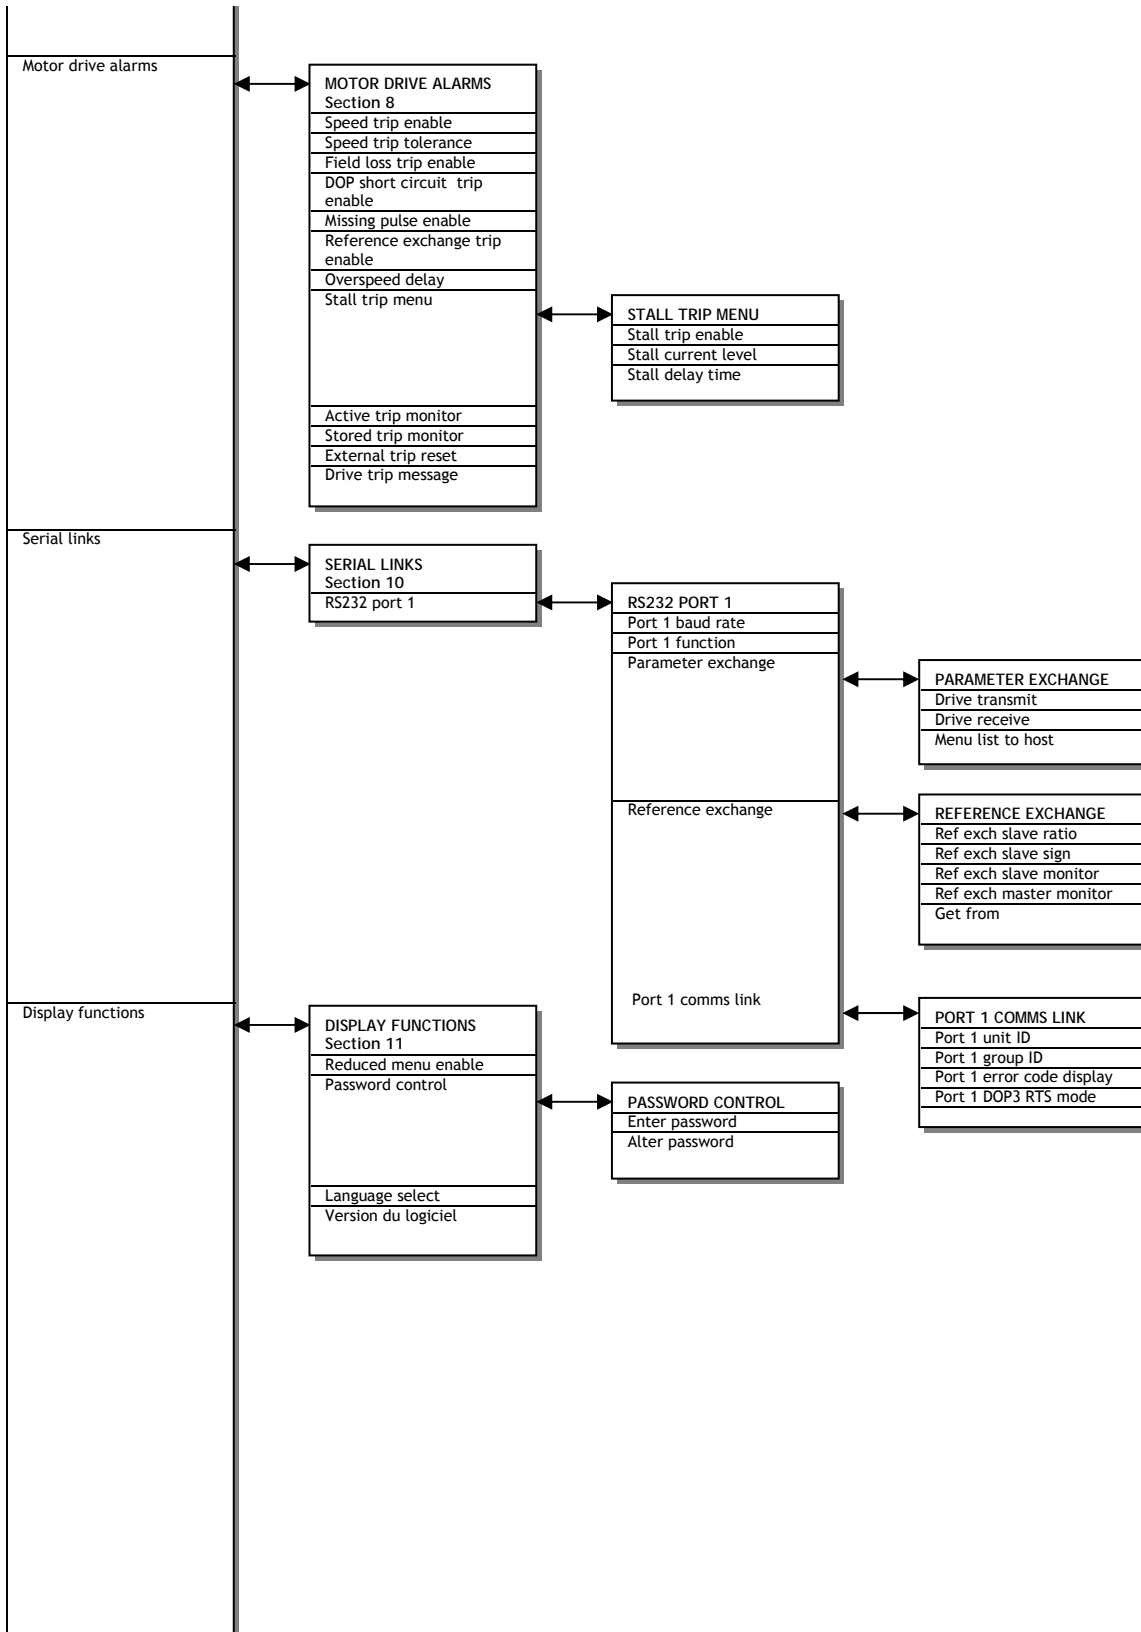 Motor drive alarms
MOTOR DRIVE ALARMS
Section 8
Speed trip enable
Speed trip tolerance
Field loss trip enable
DOP short circuit trip
enable
Missing pulse enable
Reference exchange trip
enable
Overspeed delay
Stall trip menu
STALL TRIP MENU
Stall trip enable
Stall current level
Stall delay time
Active trip monitor
Stored trip monitor
External trip reset
Drive trip message
Serial links
SERIAL LINKS
Section 10
RS232 port 1
RS232 PORT 1
Port 1 baud rate
Port 1 function
Parameter exchange
PARAMETER EXCHANGE
Drive transmit
Drive receive
Menu list to host
Reference exchange
REFERENCE EXCHANGE
Ref exch slave ratio
Ref exch slave sign
Ref exch slave monitor
Ref exch master monitor
Get from
Port 1 comms link
PORT 1 COMMS LINK
Port 1 unit ID
Port 1 group ID
Port 1 error code display
Port 1 DOP3 RTS mode
Display functions
DISPLAY FUNCTIONS
Section 11
Reduced menu enable
Password control
PASSWORD CONTROL
Enter password
Alter password
Language select
Version du logiciel